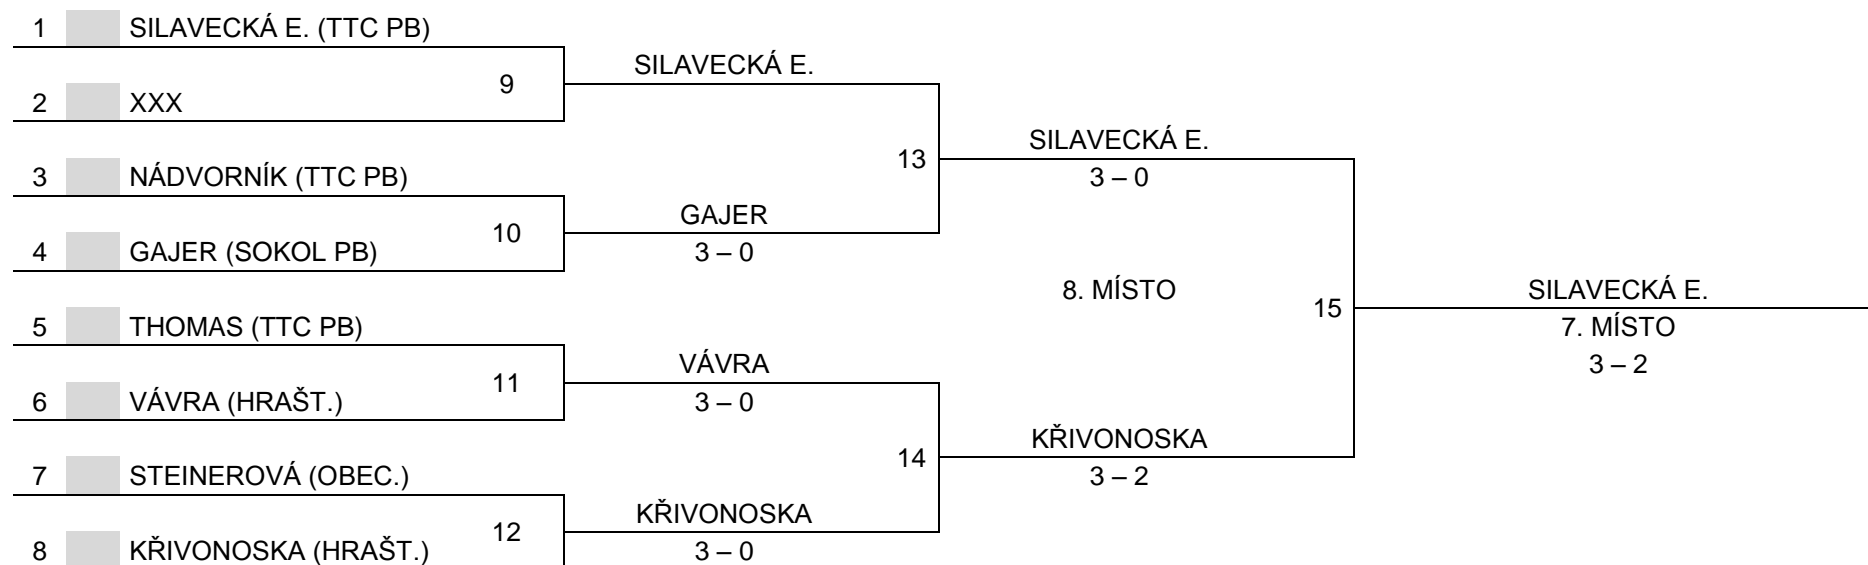 1 SILAVECKÁ E. (TTC PB)
SILAVECKÁ E.
9
2 XXX
SILAVECKÁ E.
13
3 NÁDVORNÍK (TTC PB)
3 – 0
GAJER
10
4 GAJER (SOKOL PB)
3 – 0
8. MÍSTO
SILAVECKÁ E.
15
5 THOMAS (TTC PB)
7. MÍSTO
VÁVRA
3 – 2
11
6 VÁVRA (HRAŠT.)
3 – 0
KŘIVONOSKA
14
7 STEINEROVÁ (OBEC.)
3 – 2
KŘIVONOSKA
12
8 KŘIVONOSKA (HRAŠT.)
3 – 0